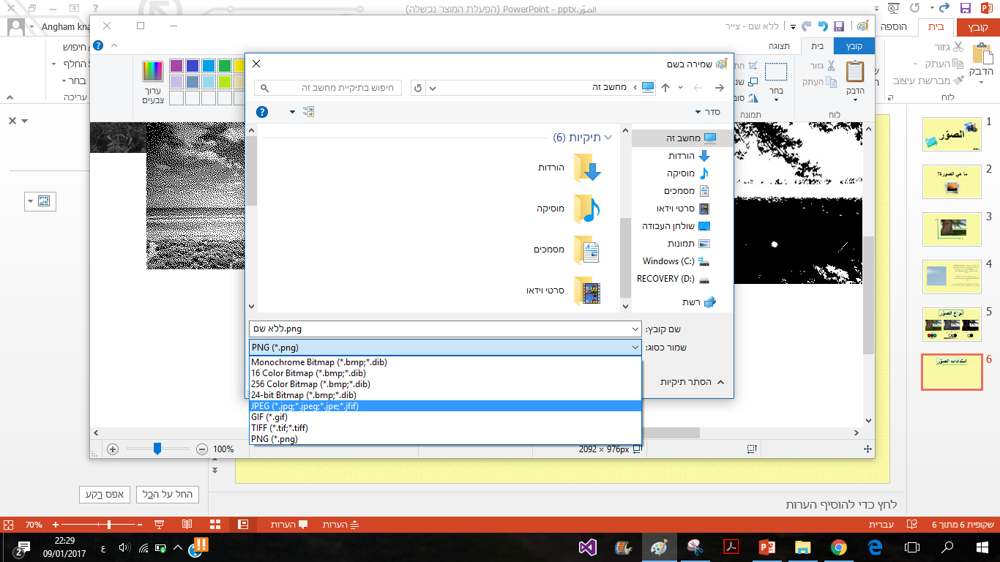 الصوّر.pptx - PowerPoint (הפעלת המוצר נכשלה)
קובץ
בית
הוספה
Angham kna
הדבק
גזור
העתק
מברשת עיצוב
לוח
חיפוש
החלף
בחר
עריכה
ללא שם - צייר
קובץ
בית
תצוגה
הדבק
גזור
העתק
לוח
בחר
תמונה
ערוך צבעים
שמירה בשם
מחשב זה
חיפוש בתיקיית מחשב זה
סדר
מחשב זה
הורדות
מוסיקה
מסמכים
סרטי וידאו
שולחן העבודה
תמונות
Windows (C:)
RECOVERY (D:)
רשת
תיקיות (6)
הורדות
מוסיקה
מסמכים
סרטי וידאו
שם קובץ:
ללא שם.png
שמור כסוג:
PNG (*.png)
Monochrome Bitmap (*.bmp;*.dib)
16 Color Bitmap (*.bmp;*.dib)
256 Color Bitmap (*.bmp;*.dib)
24-bit Bitmap (*.bmp;*.dib)
JPEG (*.jpg;*.jpeg;*.jpe;*.jfif)
GIF (*.gif)
TIFF (*.tif;*.tiff)
PNG (*.png)
הסתר תיקיות
100%
2092 × 976px
1
الصوّر
2
ما هي الصورة؟
3
4
5
أنواع الصوّر
6
امتدادات الصوّر
החל על הכל
אפס רקע
לחץ כדי להוסיף הערות
שקופית 6 מתוך 6
עברית
הערות
הערות
70%
22:29
09/01/2017
ع
2